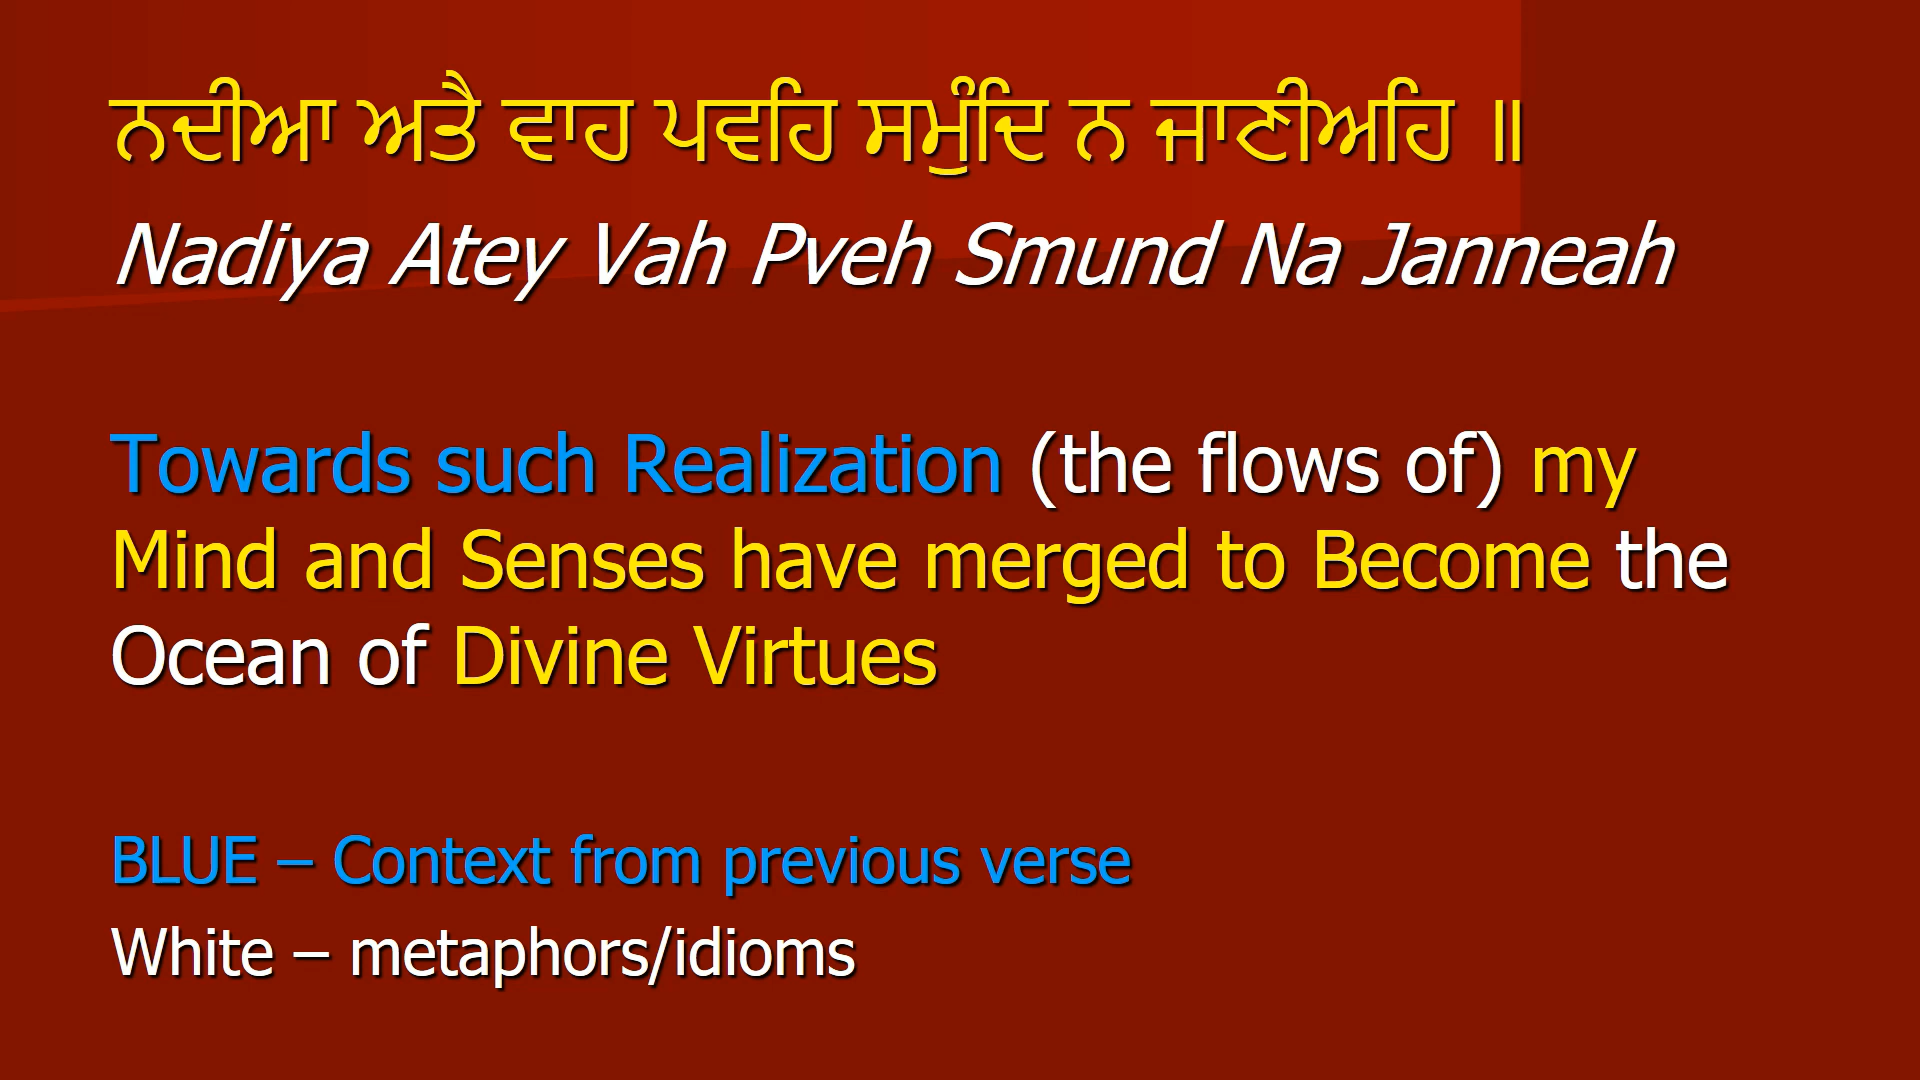 ਨਦੀਆ ਅਤੈ ਵਾਹ ਪਵਹਿ ਸਮੁੰਦਿ ਨ ਜਾਣੀਅਹਿ ॥
Nadiya Atey Vah Pveh Smund Na Janneah
Towards such Realization (the flows of) my
Mind and Senses have merged to Become the
Ocean of Divine Virtues
BLUE – Context from previous verse
White – metaphors/idioms